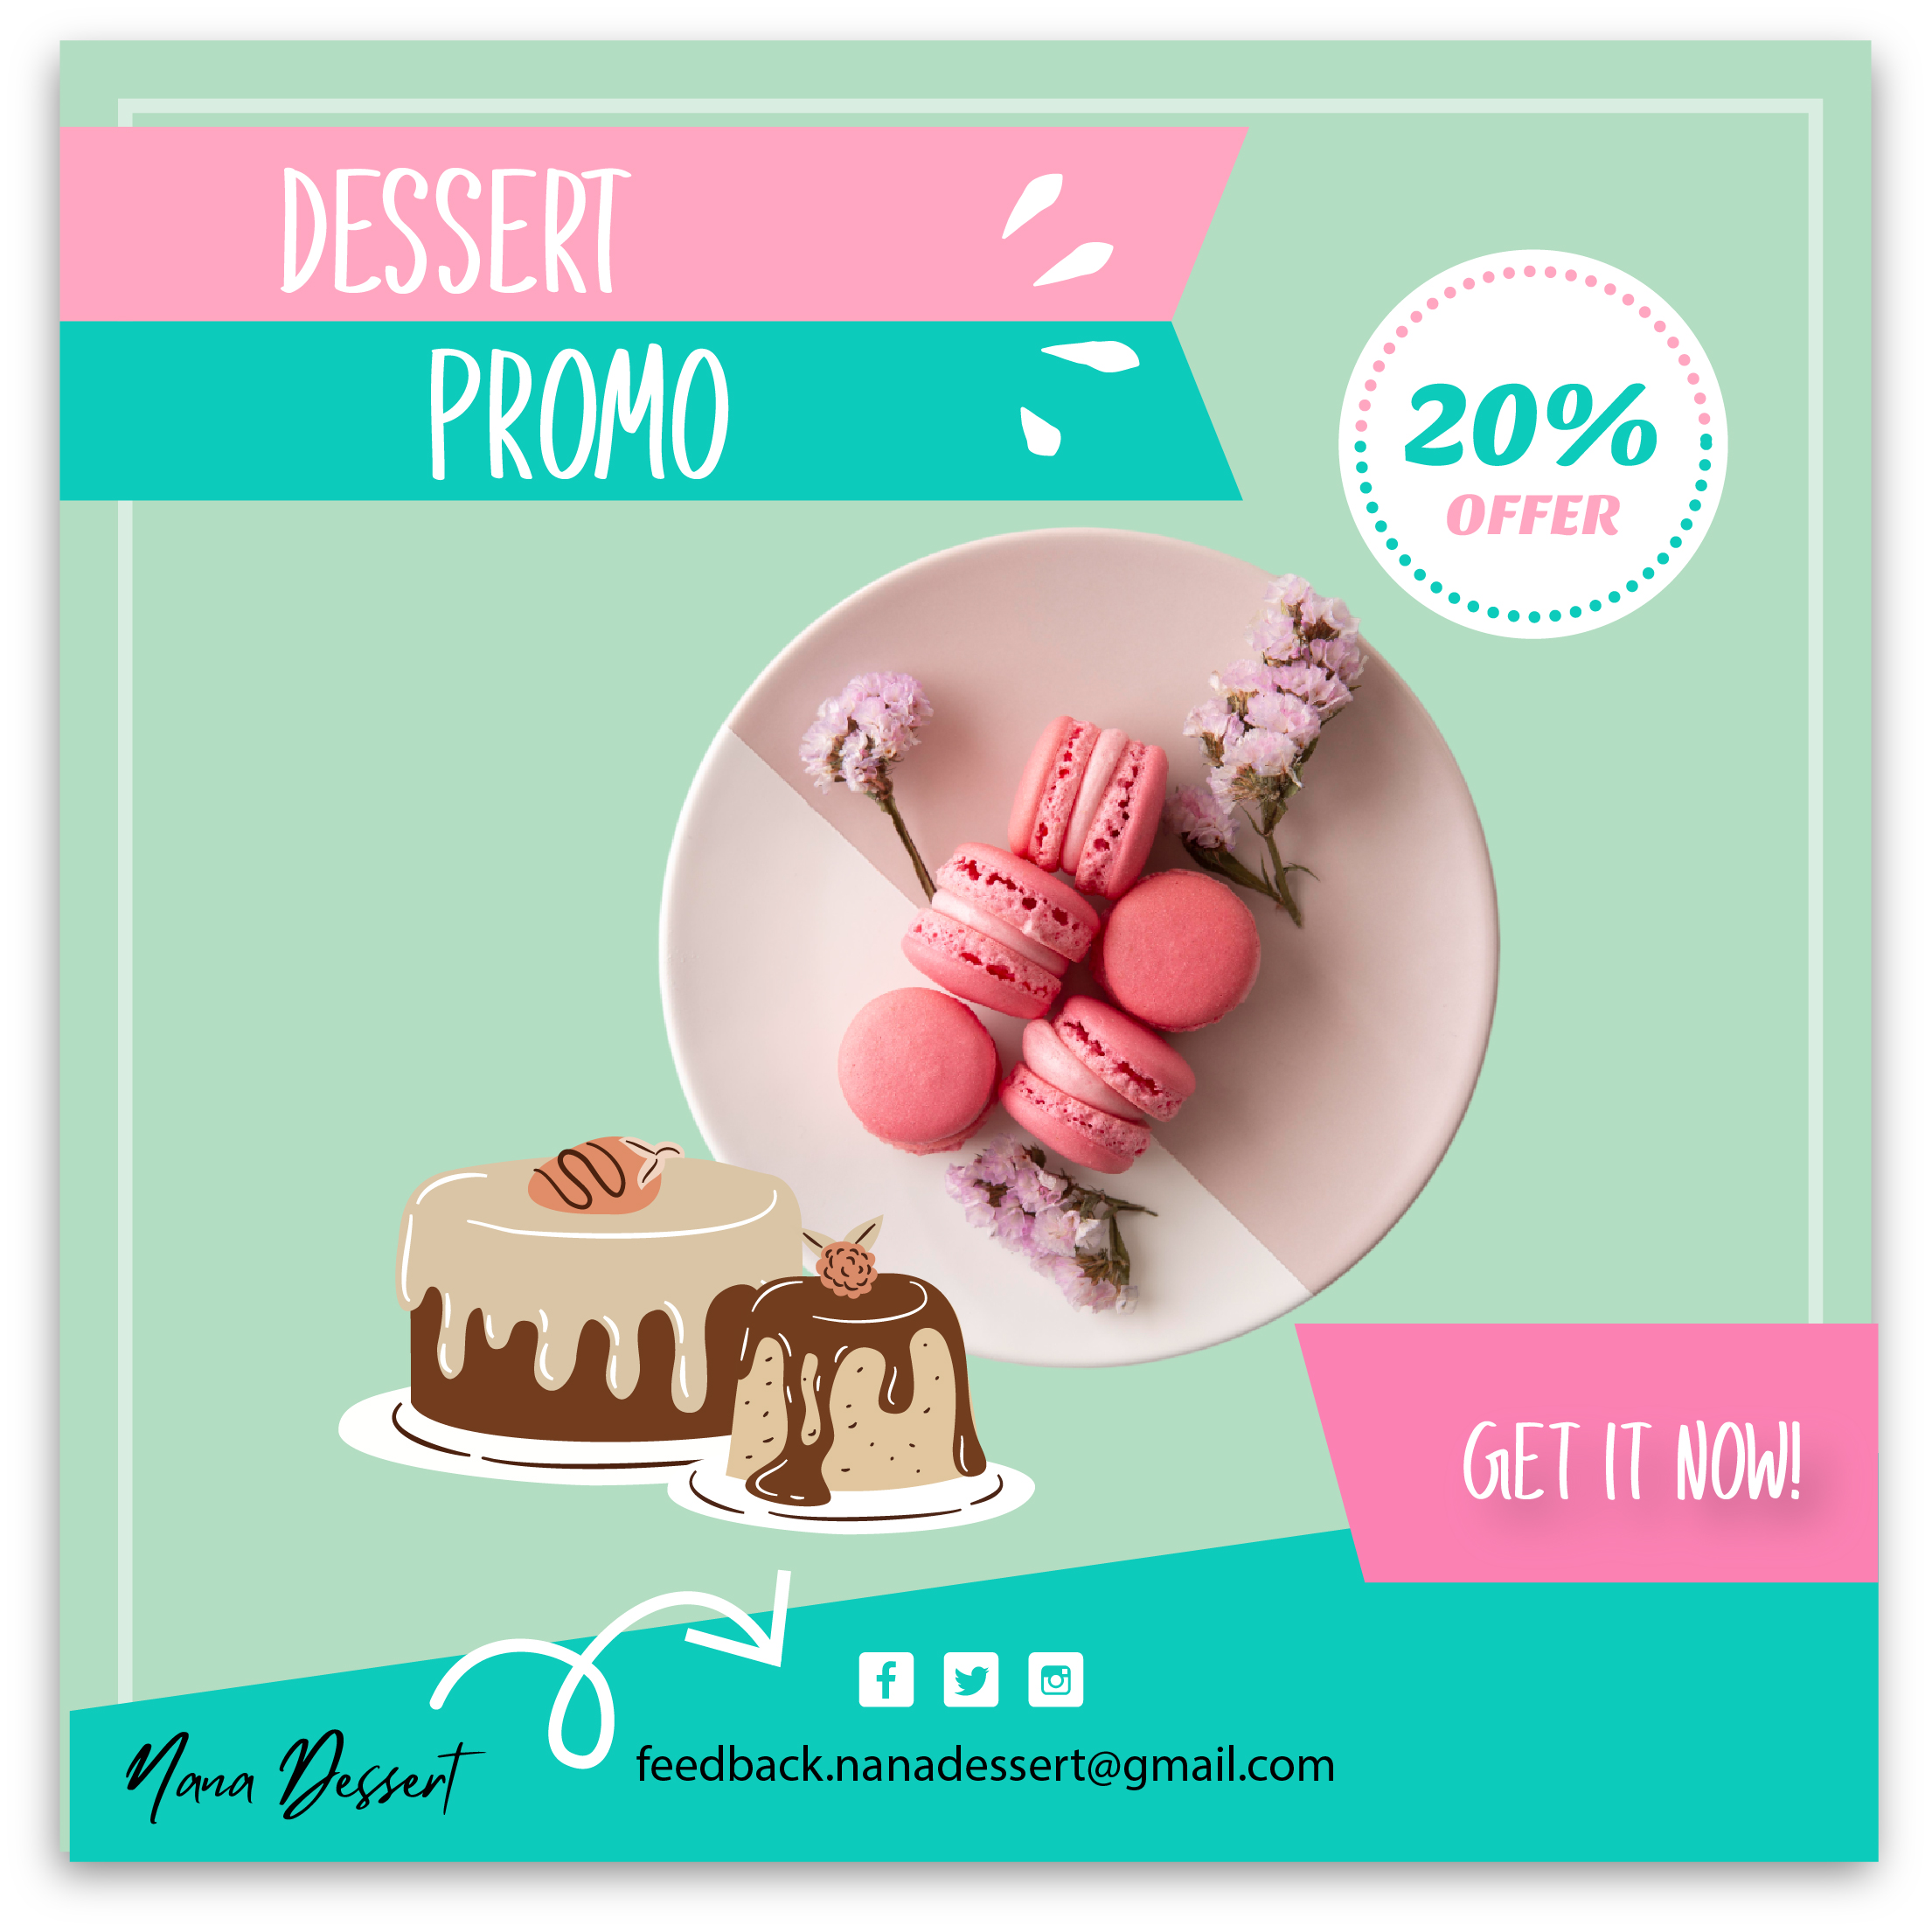 DESSERT
PROMO
20%
OFFER
GET IT NOW!
Nana Dessert
feedback.nanadessert@gmail.com